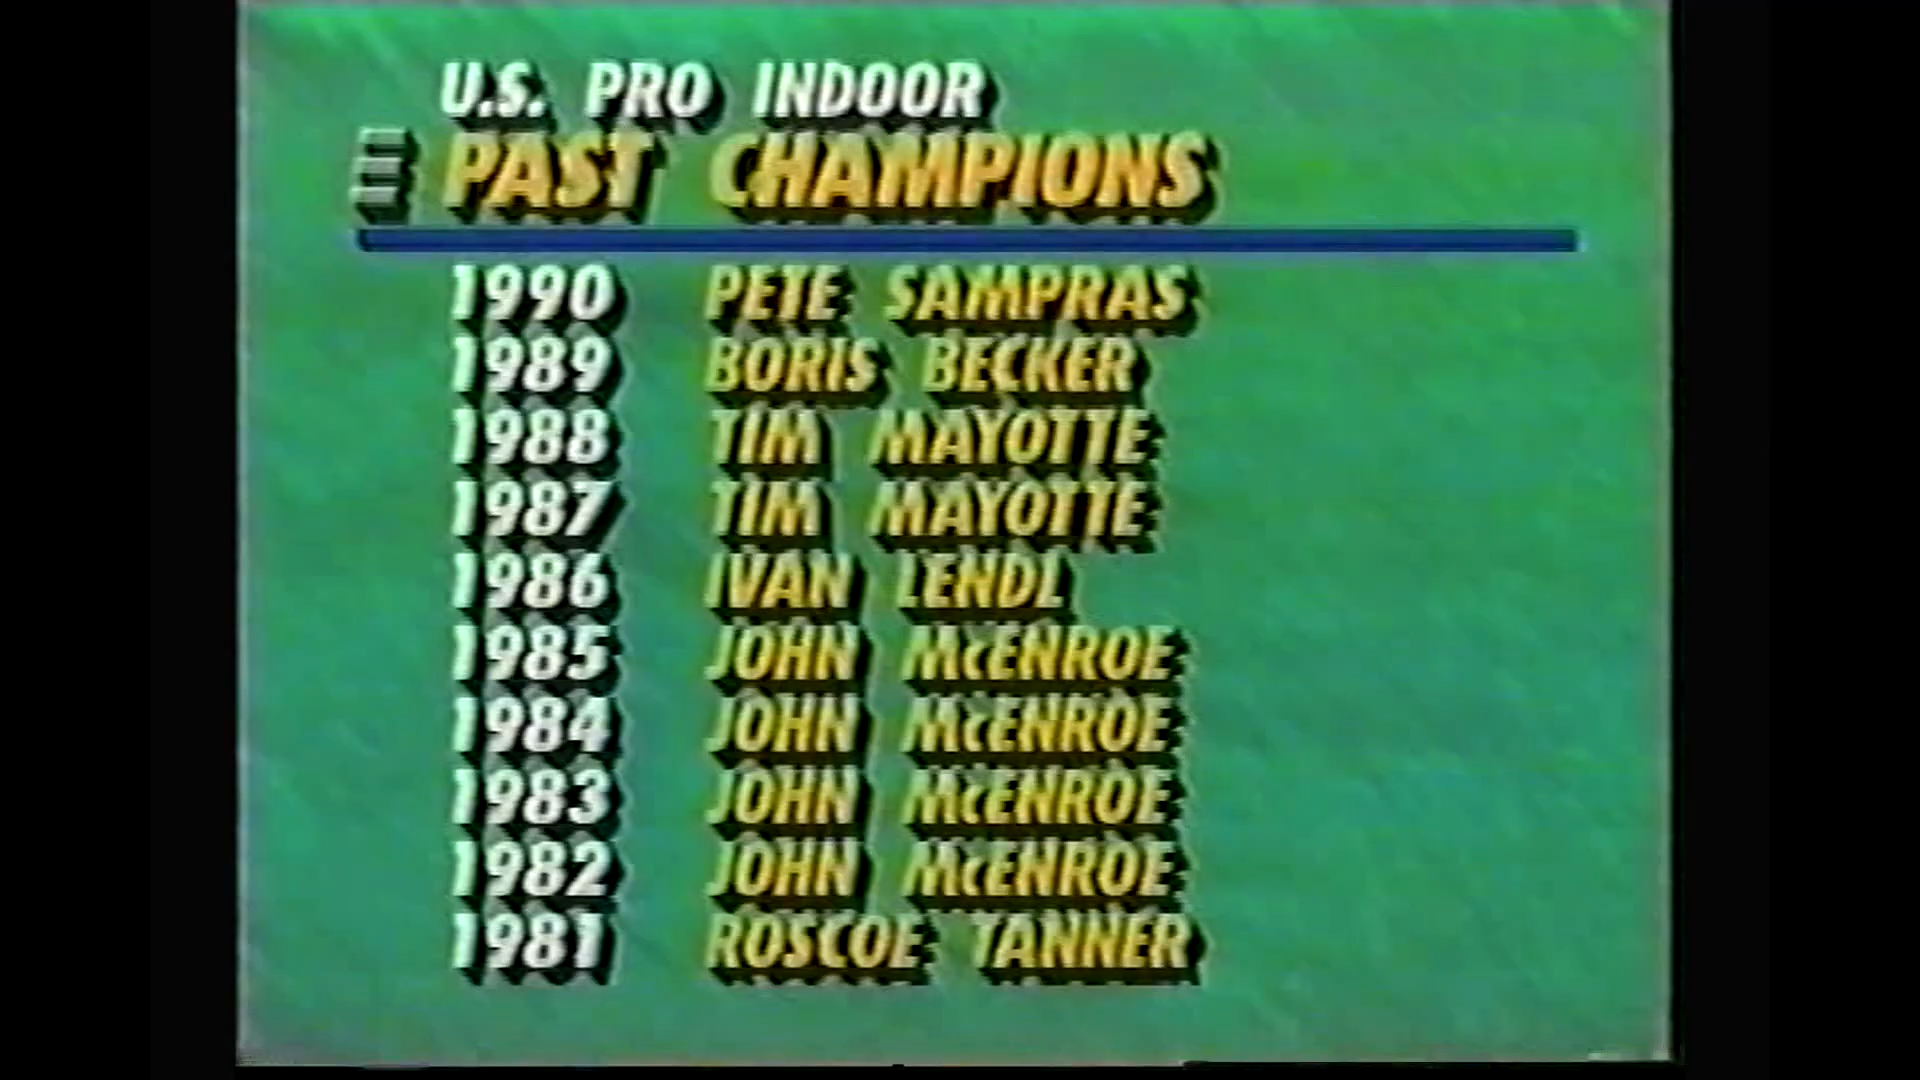 U.S. PRO INDOOR
PAST CHAMPIONS
1990 PETE SAMPRAS
1989 BORIS BECKER
1988 TIM MAYOTTE
1987 TIM MAYOTTE
1986 IVAN LENDL
1985 JOHN McENROE
1984 JOHN McENROE
1983 JOHN McENROE
1982 JOHN McENROE
1981 ROSCOE TANNER